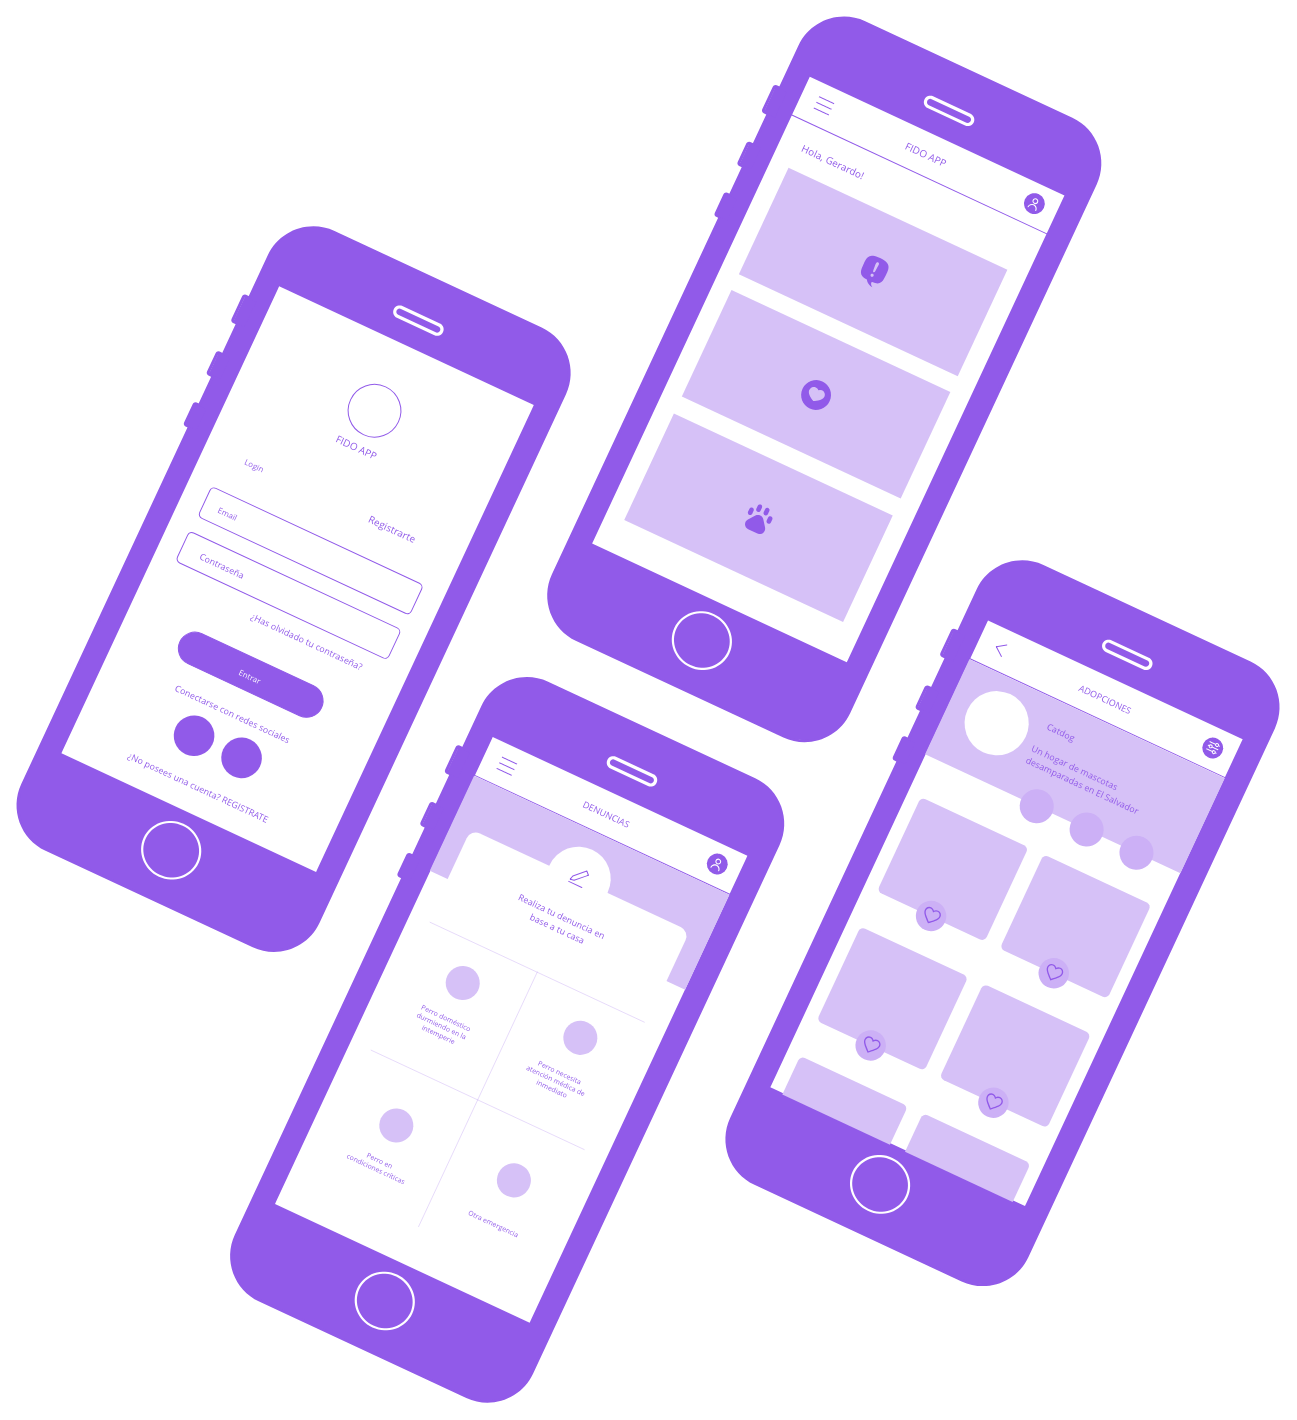 FIDO APP
Login
Registrarte
Email
Contraseña
¿Has olvidado tu contraseña?
Entrar
Conectarse con redes sociales
¿No posees una cuenta? REGISTRATE
FIDO APP
Hola, Gerardo!
DENUNCIAS
Realiza tu denuncia en
base a tu casa
Perro doméstico
durmiendo en la
intemperie
Perro necesita
atención médica de
inmediato
Perro en
condiciones críticas
Otra emergencia
ADOPCIONES
Catdog
Un hogar de mascotas
desamparadas en El Salvador